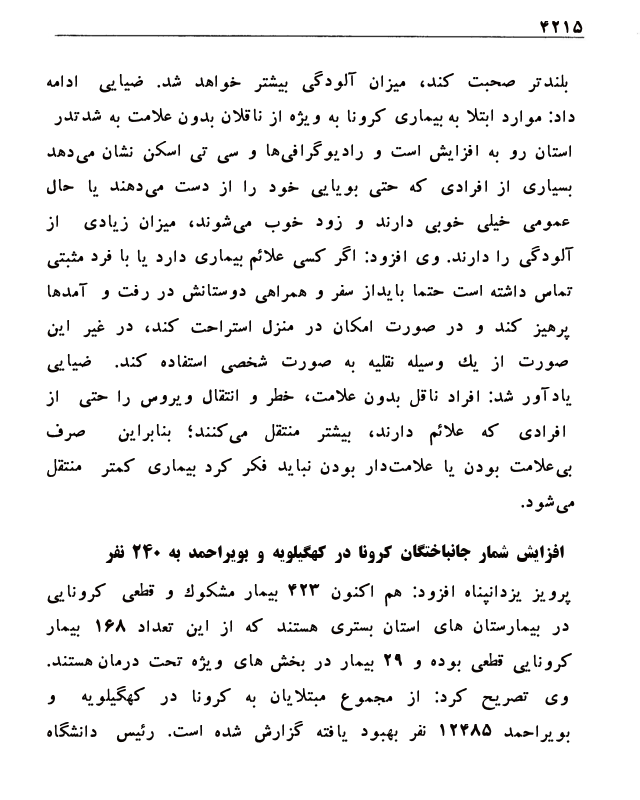 ۴۲۱۵
بلندتر صحبت کند، میزان آلودگی بیشتر خواهد شد. ضیایی ادامه
داد: موارد ابتلا به بیماری کرونا به ویژه از ناقلان بدون علامت به شدتدر
استان رو به افزایش است و رادیوگرافی‌ها و سی تی اسکن نشان می‌دهد
بسیاری از افرادی که حتی بویایی خود را از دست می‌دهند یا حال
عمومی خیلی خوبی دارند و زود خوب می‌شوند، میزان زیادی از
آلودگی را دارند. وی افزود: اگر کسی علائم بیماری دارد یا با فرد مثبتی
تماس داشته است حتما بایداز سفر و همراهی دوستانش در رفت و آمدها
پرهیز کند و در صورت امکان در منزل استراحت کند، در غیر این
صورت از یك وسیله نقلیه به صورت شخصی استفاده کند. ضیایی
یادآور شد: افراد ناقل بدون علامت، خطر و انتقال ویروس را حتی از
افرادی که علائم دارند، بیشتر منتقل می‌کنند؛ بنابراین صرف
بی‌علامت بودن یا علامت‌دار بودن نباید فکر کرد بیماری کمتر منتقل
می‌شود.
افزایش شمار جانباختگان کرونا در کهگیلویه و بویراحمد به ۲۴۰ نفر
پرویز یزدانپناه افزود: هم اکنون ۴۲۳ بیمار مشکوك و قطعی کرونایی
در بیمارستان های استان بستری هستند که از این تعداد ۱۶۸ بیمار
کرونایی قطعی بوده و ۲۹ بیمار در بخش های ویژه تحت درمان هستند.
وی تصریح کرد: از مجموع مبتلایان به کرونا در کهگیلویه و
بویراحمد ۱۲۴۸۵ نفر بهبود یافته گزارش شده است. رئیس دانشگاه